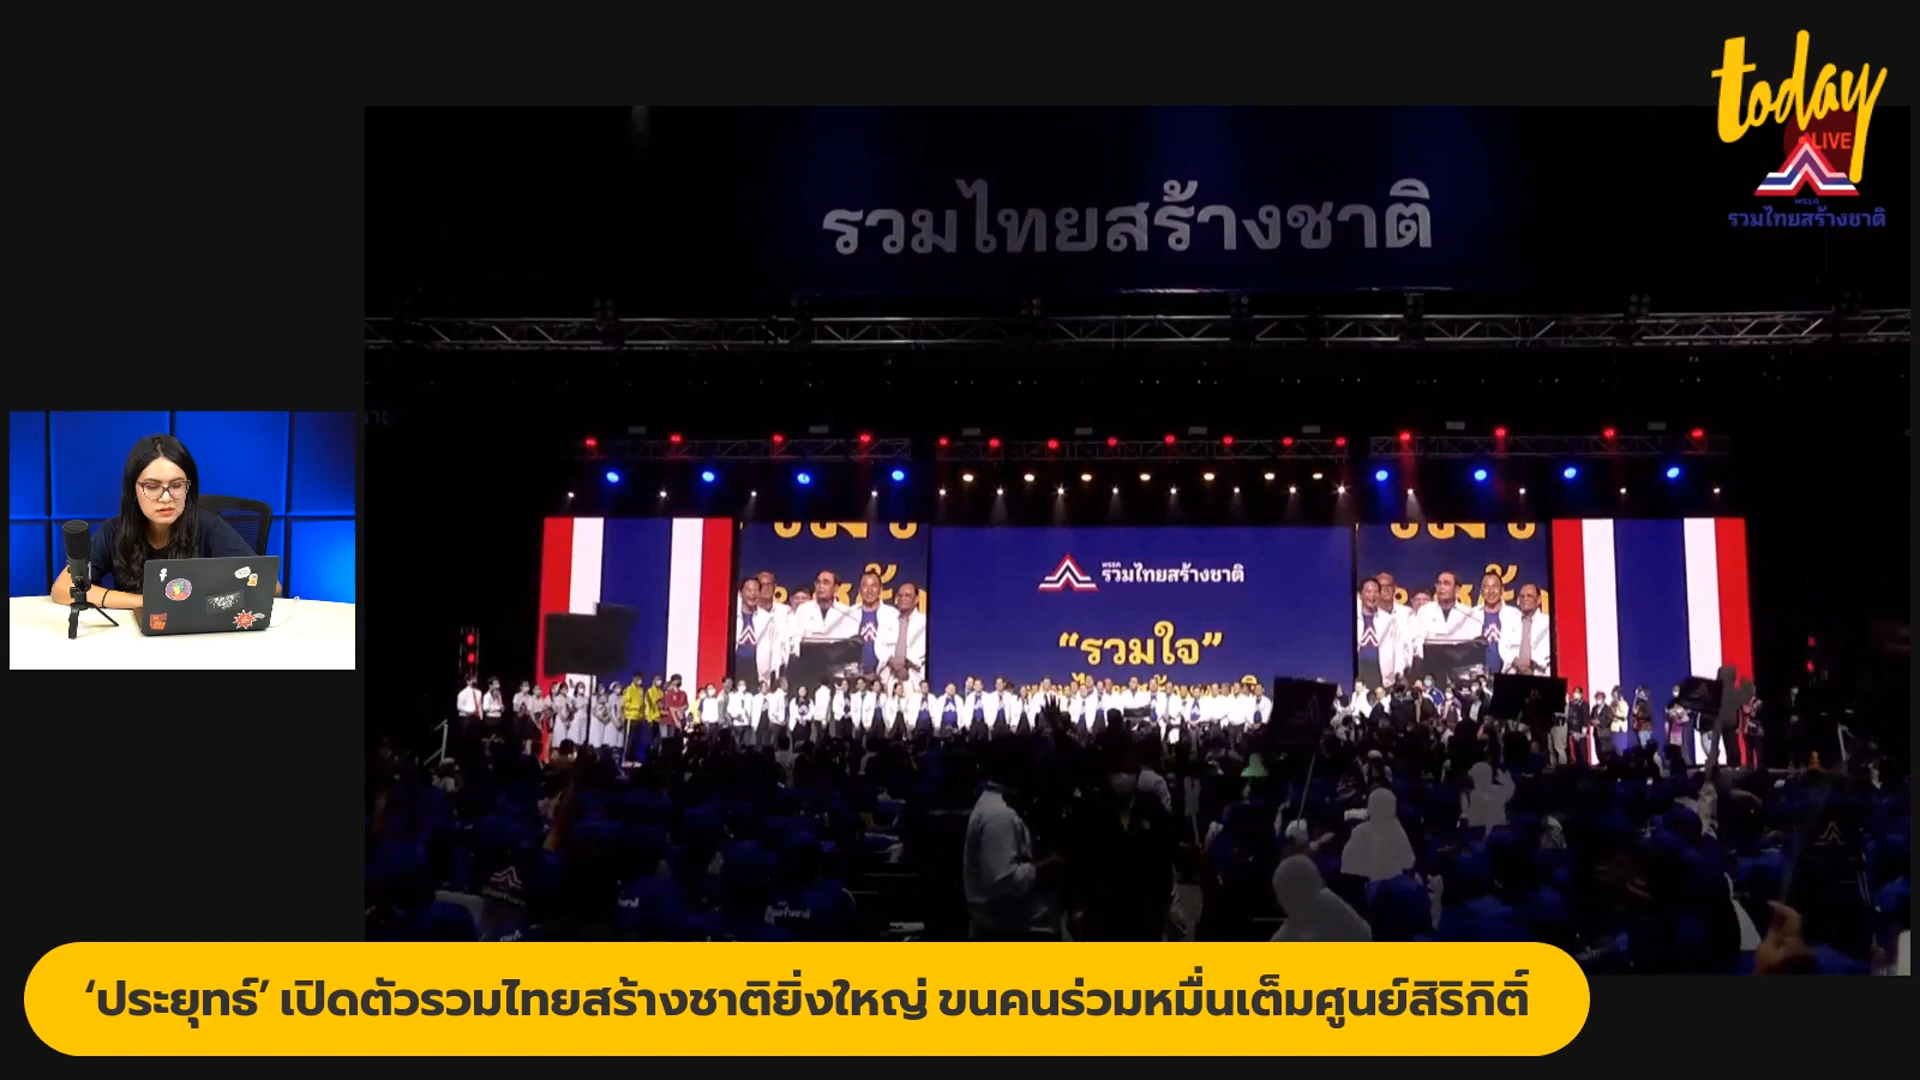 today
LIVE
พรรค
รวมไทยสร้างชาติ
รวมไทยสร้างชาติ
พรรค
รวมไทยสร้างชาติ
“รวมใจ”
‘ประยุทธ์’ เปิดตัวรวมไทยสร้างชาติยิ่งใหญ่ ขนคนร่วมหมื่นเต็มศูนย์สิริกิติ์